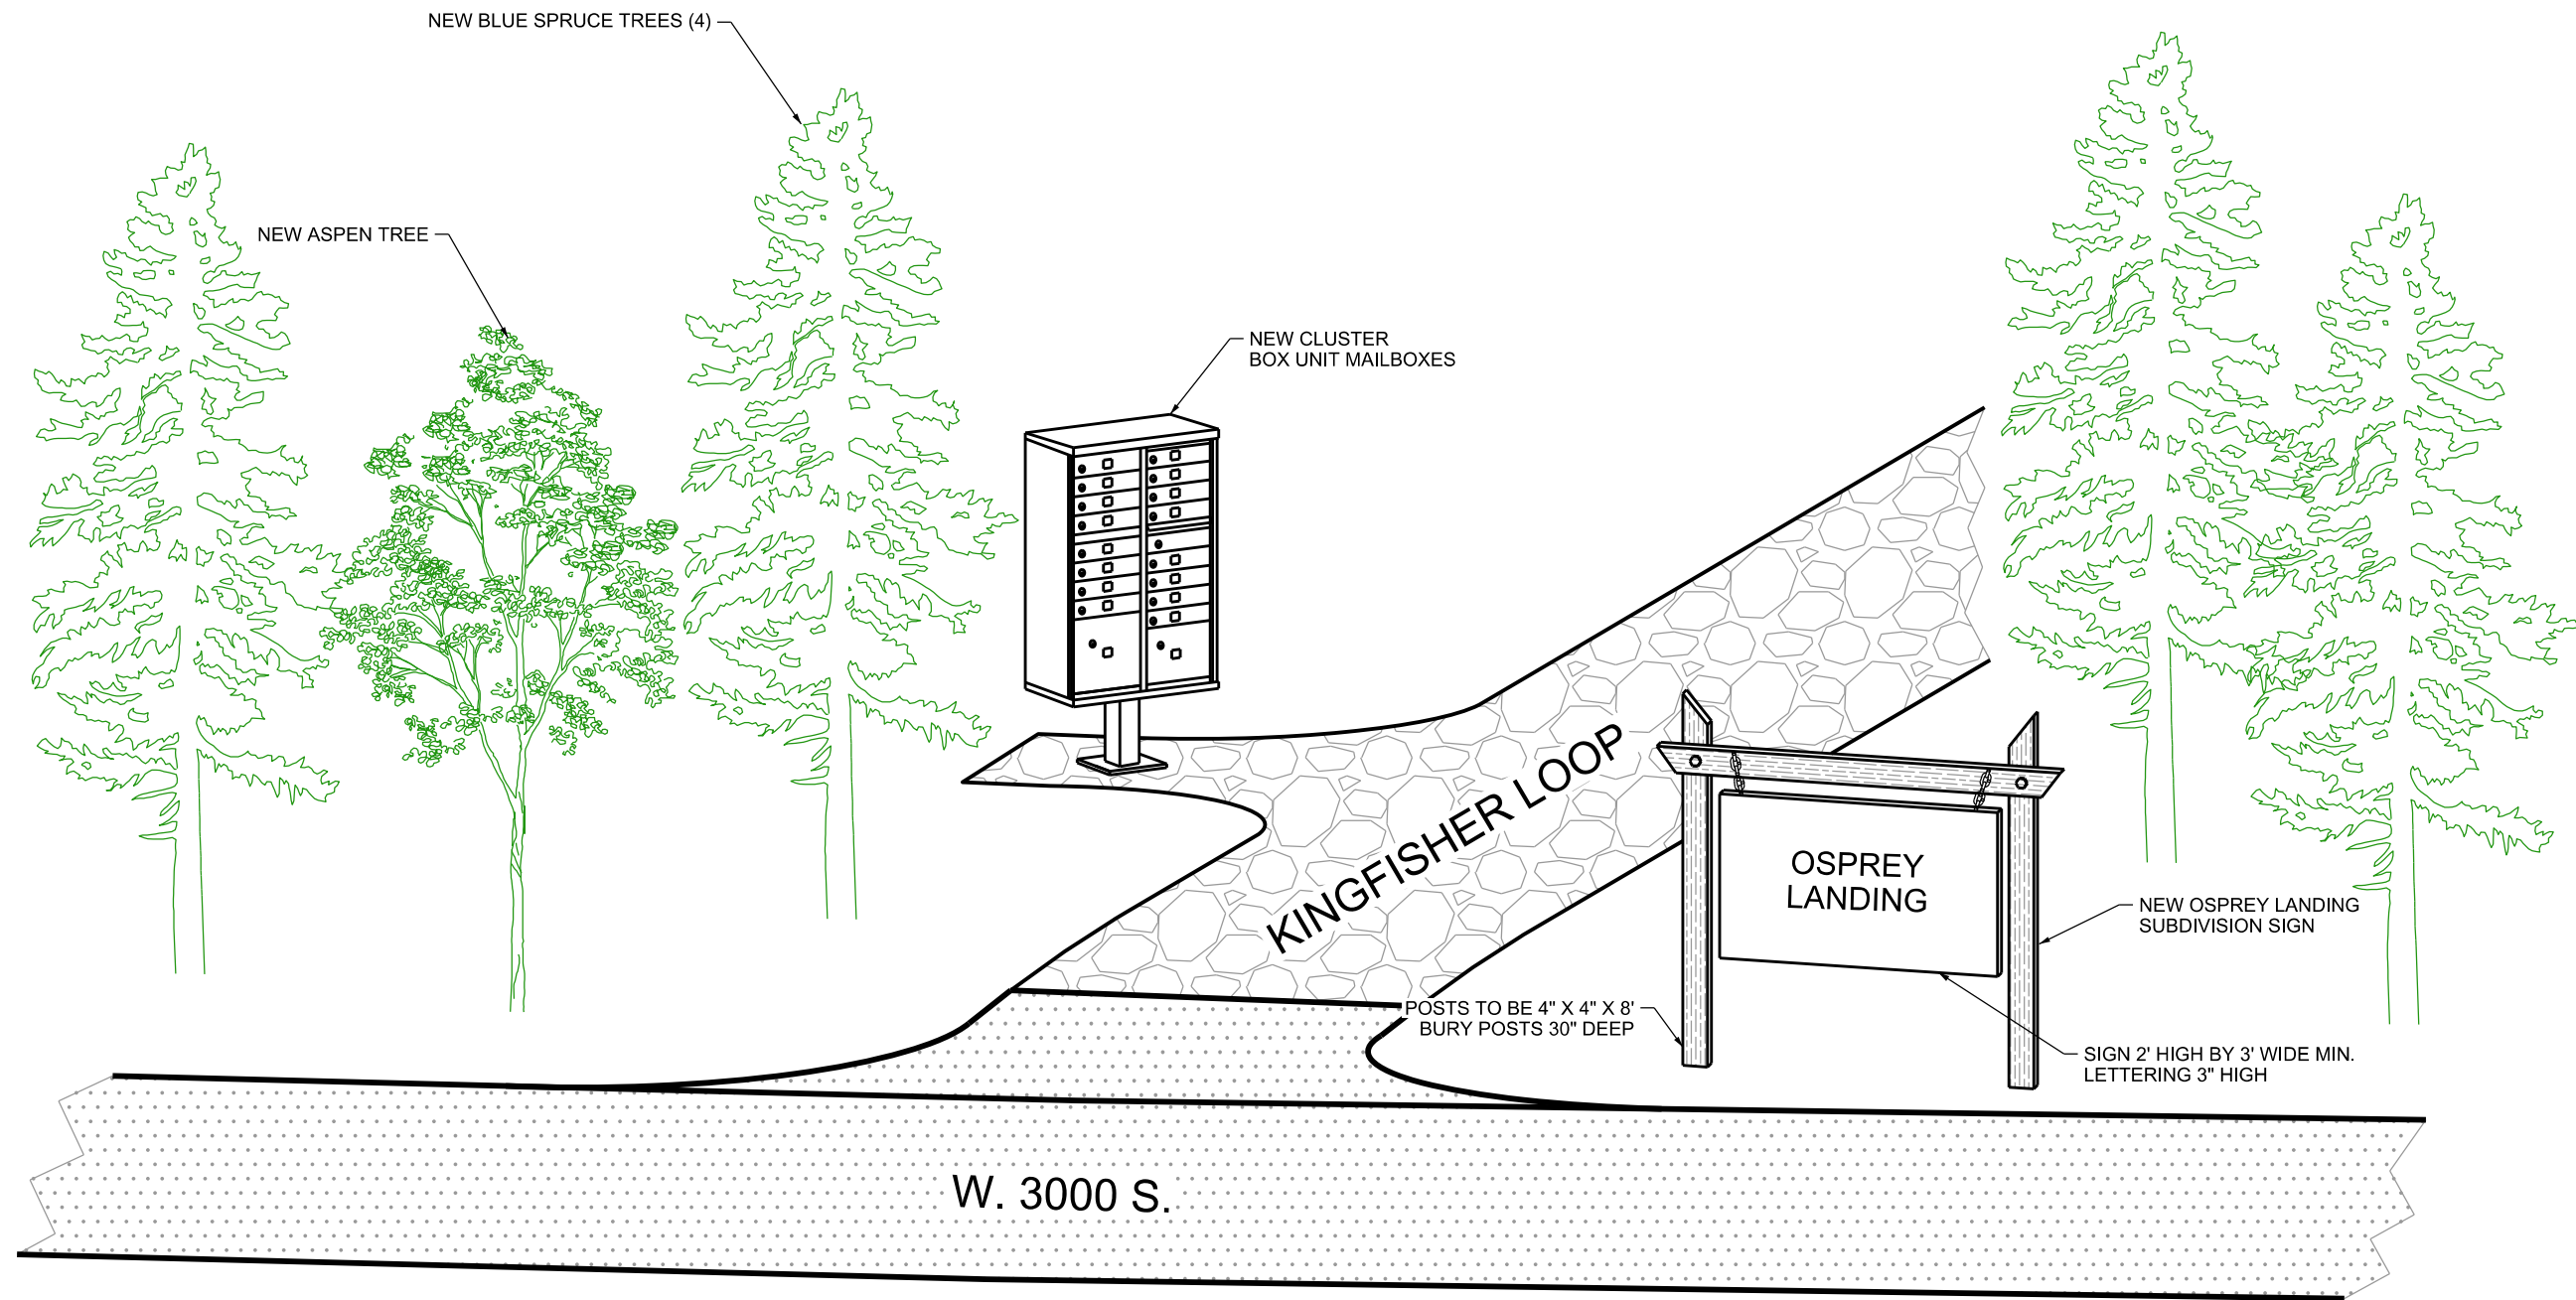 NEW BLUE SPRUCE TREES (4)
NEW ASPEN TREE
NEW CLUSTER
BOX UNIT MAILBOXES
KINGFISHER LOOP
OSPREY
LANDING
NEW OSPREY LANDING
SUBDIVISION SIGN
POSTS TO BE 4" X 4" X 8'
BURY POSTS 30" DEEP
SIGN 2' HIGH BY 3' WIDE MIN.
LETTERING 3" HIGH
W. 3000 S.